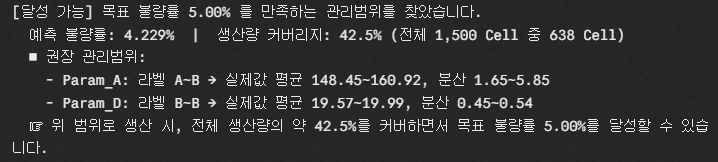 [달성 가능] 목표 불량률 5.00% 를 만족하는 관리범위를 찾았습니다.
예측 불량률: 4.229% | 생산량 커버리지: 42.5% (전체 1,500 Cell 중 638 Cell)
■ 권장 관리범위:
- Param_A: 라벨 A~B → 실제값 평균 148.45~160.92, 분산 1.65~5.85
- Param_D: 라벨 B~B → 실제값 평균 19.57~19.99, 분산 0.45~0.54
☞ 위 범위로 생산 시, 전체 생산량의 약 42.5%를 커버하면서 목표 불량률 5.00%를 달성할 수 있습
니다.